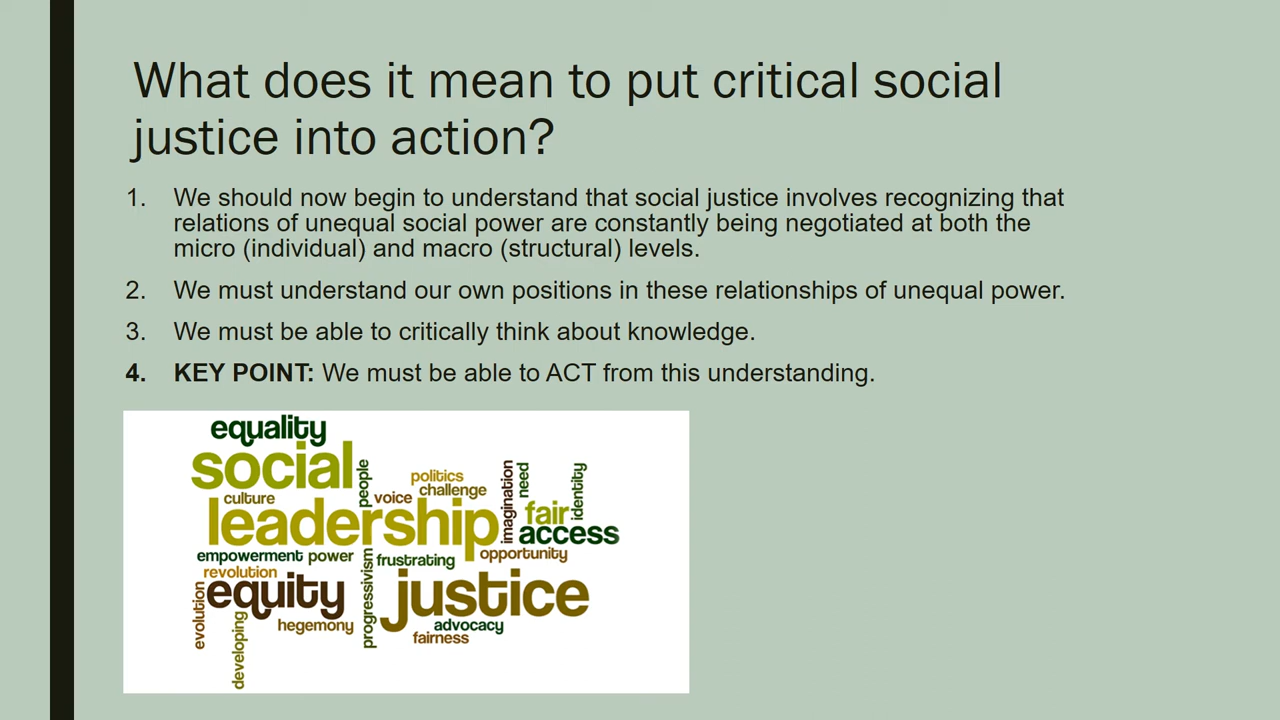 What does it mean to put critical social
justice into action?
1. We should now begin to understand that social justice involves recognizing that
relations of unequal social power are constantly being negotiated at both the
micro (individual) and macro (structural) levels.
2. We must understand our own positions in these relationships of unequal power.
3. We must be able to critically think about knowledge.
4. KEY POINT: We must be able to ACT from this understanding.
equality
social
people
politics
culture
voice
challenge
leadership
imagination
need
identity
fair
access
empowerment
power
frustrating
opportunity
revolution
evolution
equity
progressivism
justice
hegemony
advocacy
fairness
developing